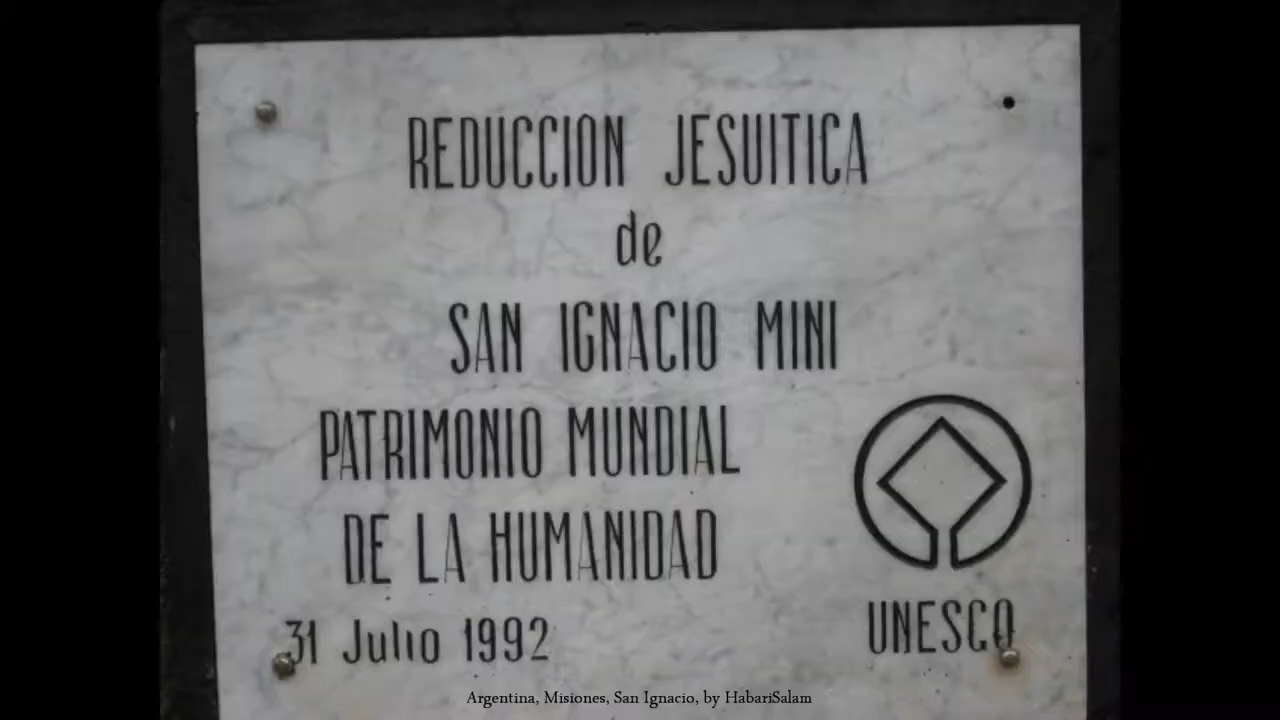 REDUCCION JESUITICA
de
SAN IGNACIO MINI
PATRIMONIO MUNDIAL
DE LA HUMANIDAD
31 Julio 1992
UNESCO
Argentina, Misiones, San Ignacio, by HabariSalam